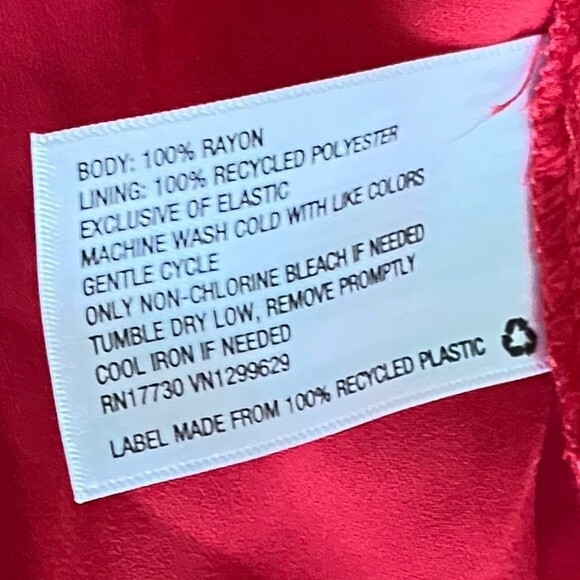 BODY: 100% RAYON
LINING: 100% RECYCLED POLYESTER
EXCLUSIVE OF ELASTIC
MACHINE WASH COLD WITH LIKE COLORS
GENTLE CYCLE
ONLY NON-CHLORINE BLEACH IF NEEDED
TUMBLE DRY LOW, REMOVE PROMPTLY
COOL IRON IF NEEDED
RN17730 VN1299629
LABEL MADE FROM 100% RECYCLED PLASTIC